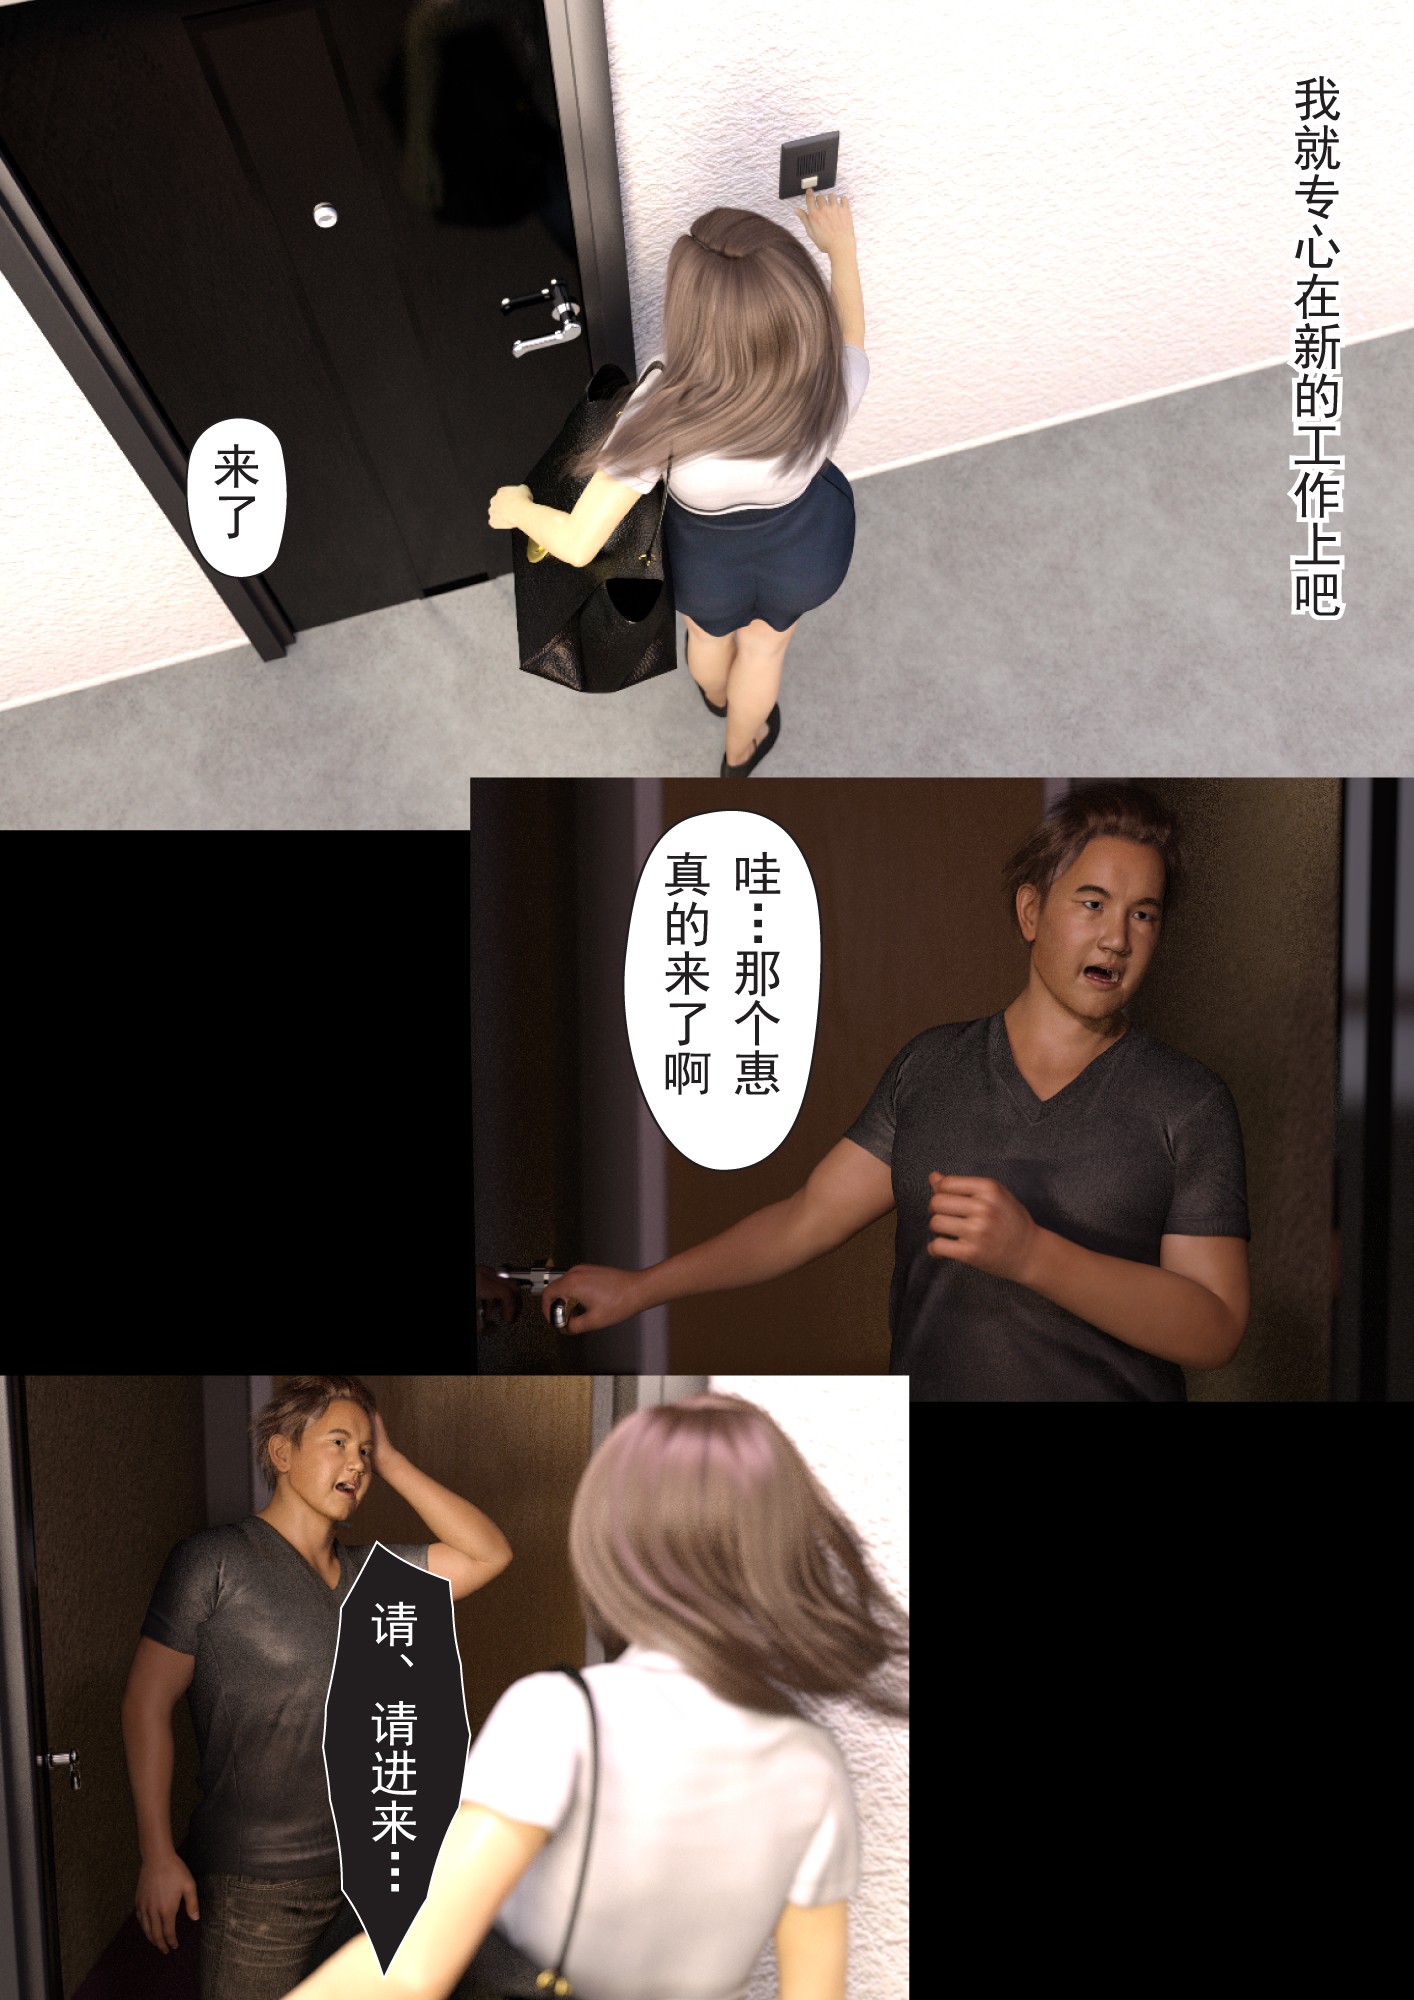 我就专心在新的工作上吧
来了
哇…那个惠
真的来了啊
请、请进来…